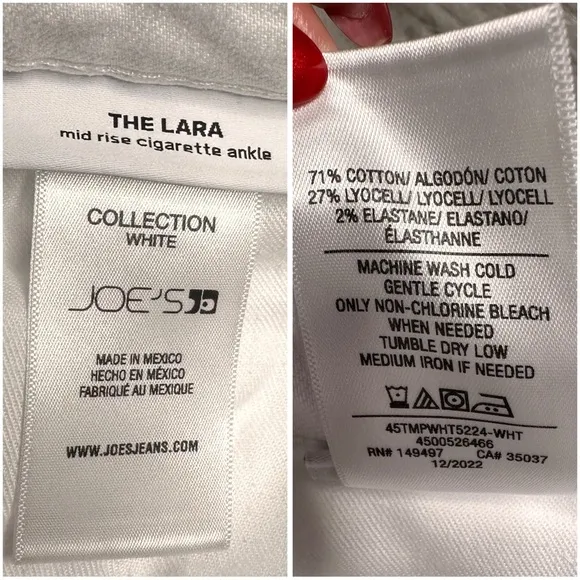 THE LARA
mid rise cigarette ankle
COLLECTION
WHITE
JOE'S
MADE IN MEXICO
HECHO EN MÉXICO
FABRIQUÉ AU MEXIQUE
WWW.JOESJEANS.COM
71% COTTON/ ALGODÓN/ COTON
27% LYOCELL/ LYOCELL/ LYOCELL
2% ELASTANE/ ELASTANO/
ÉLASTHANNE
MACHINE WASH COLD
GENTLE CYCLE
ONLY NON-CHLORINE BLEACH
WHEN NEEDED
TUMBLE DRY LOW
MEDIUM IRON IF NEEDED
45TMPWHT5224-WHT
4500526466
RN# 149497 CA# 35037
12/2022